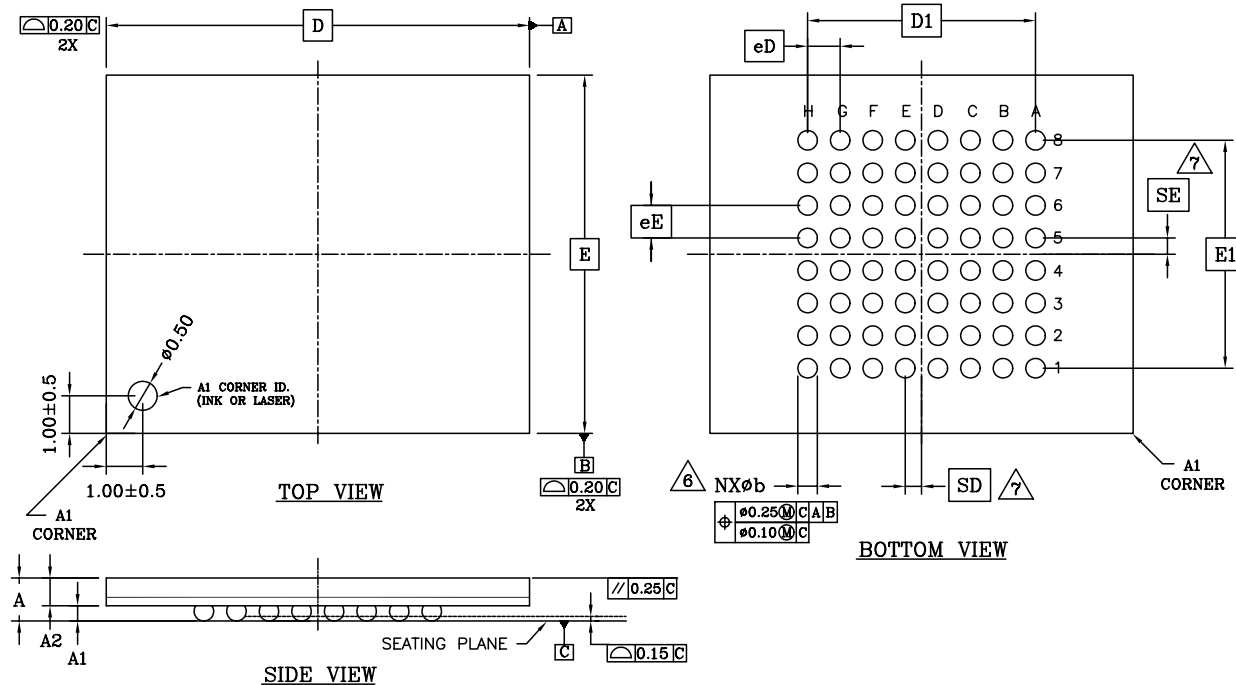 ⌓ 0.20 C
2X
D
A
E
ø0.50
A1 CORNER ID.
(INK OR LASER)
1.00±0.5
1.00±0.5
B
⌓ 0.20 C
2X
TOP VIEW
A1
CORNER
D1
eD
H G F E D C B A
8
7
6
5
4
3
2
1
7
SE
eE
E1
6 NXøb
SD 7
⌖ ø0.25 Ⓜ C A B
ø0.10 Ⓜ C
A1
CORNER
BOTTOM VIEW
A
A2
A1
// 0.25 C
SEATING PLANE
C
⌓ 0.15 C
SIDE VIEW